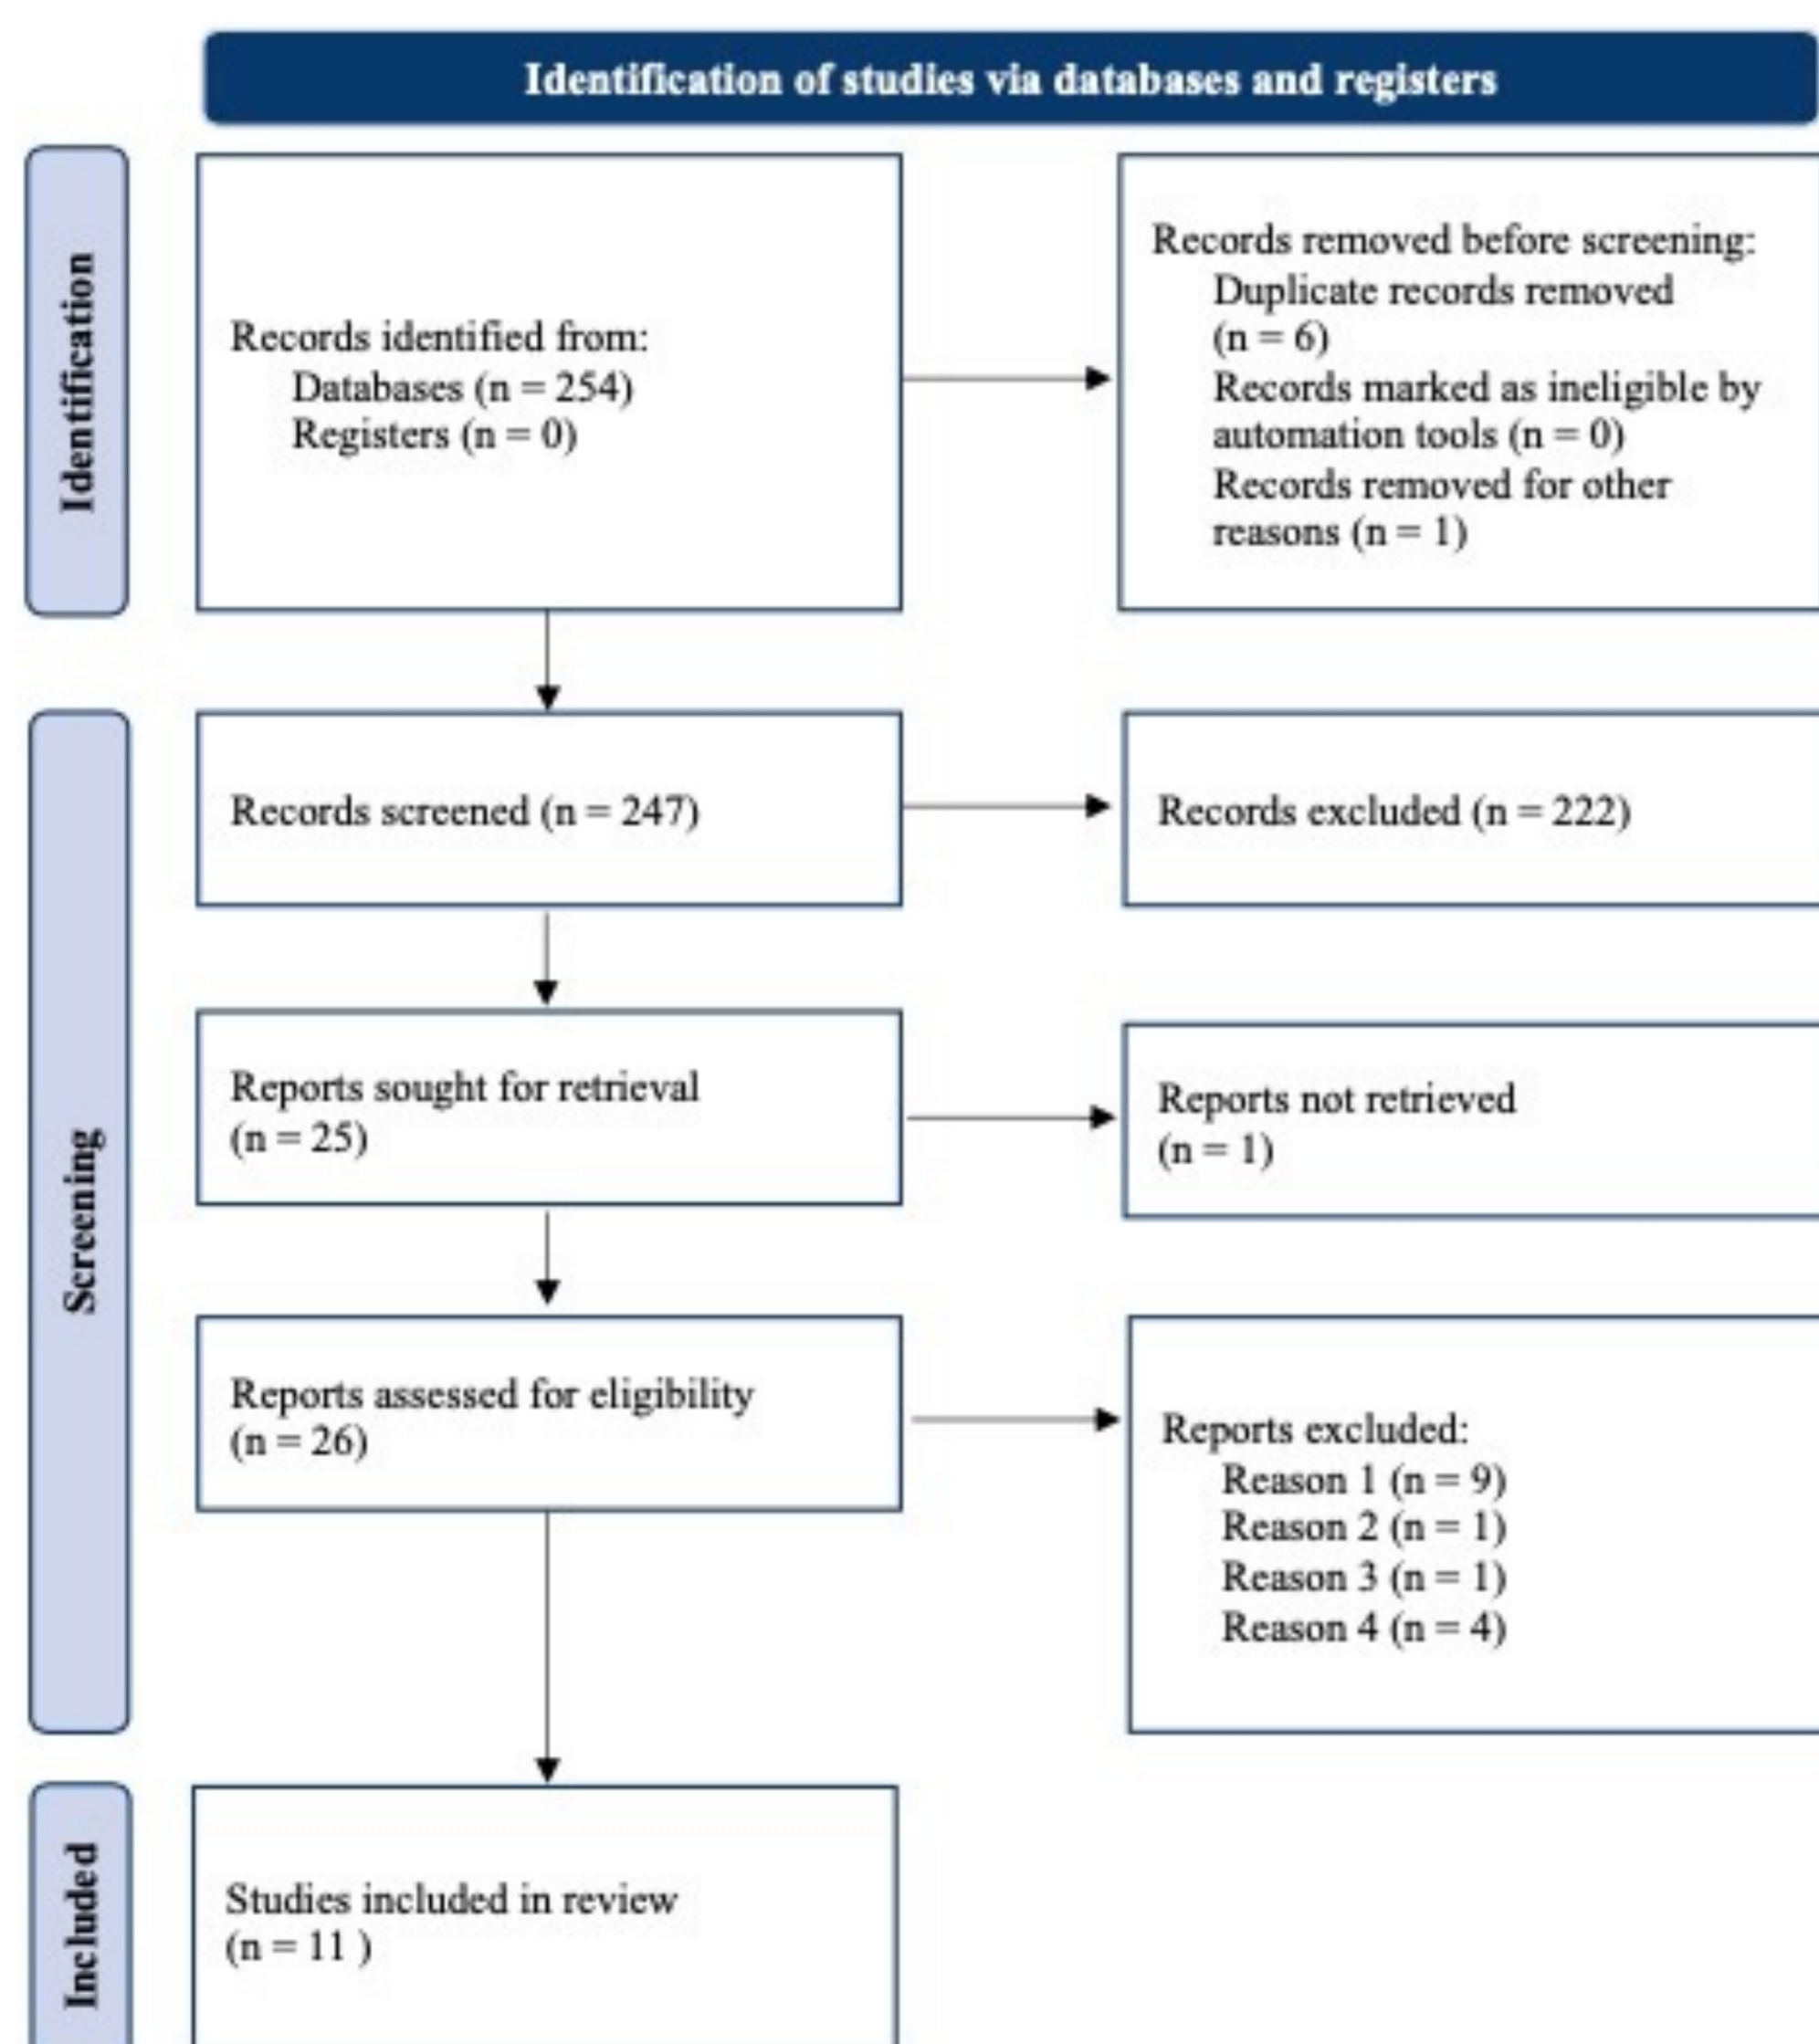 Identification of studies via databases and registers
Identification
Records identified from:
Databases (n = 254)
Registers (n = 0)
Records removed before screening:
Duplicate records removed
(n = 6)
Records marked as ineligible by
automation tools (n = 0)
Records removed for other
reasons (n = 1)
Screening
Records screened (n = 247)
Records excluded (n = 222)
Reports sought for retrieval
(n = 25)
Reports not retrieved
(n = 1)
Reports assessed for eligibility
(n = 26)
Reports excluded:
Reason 1 (n = 9)
Reason 2 (n = 1)
Reason 3 (n = 1)
Reason 4 (n = 4)
Included
Studies included in review
(n = 11 )